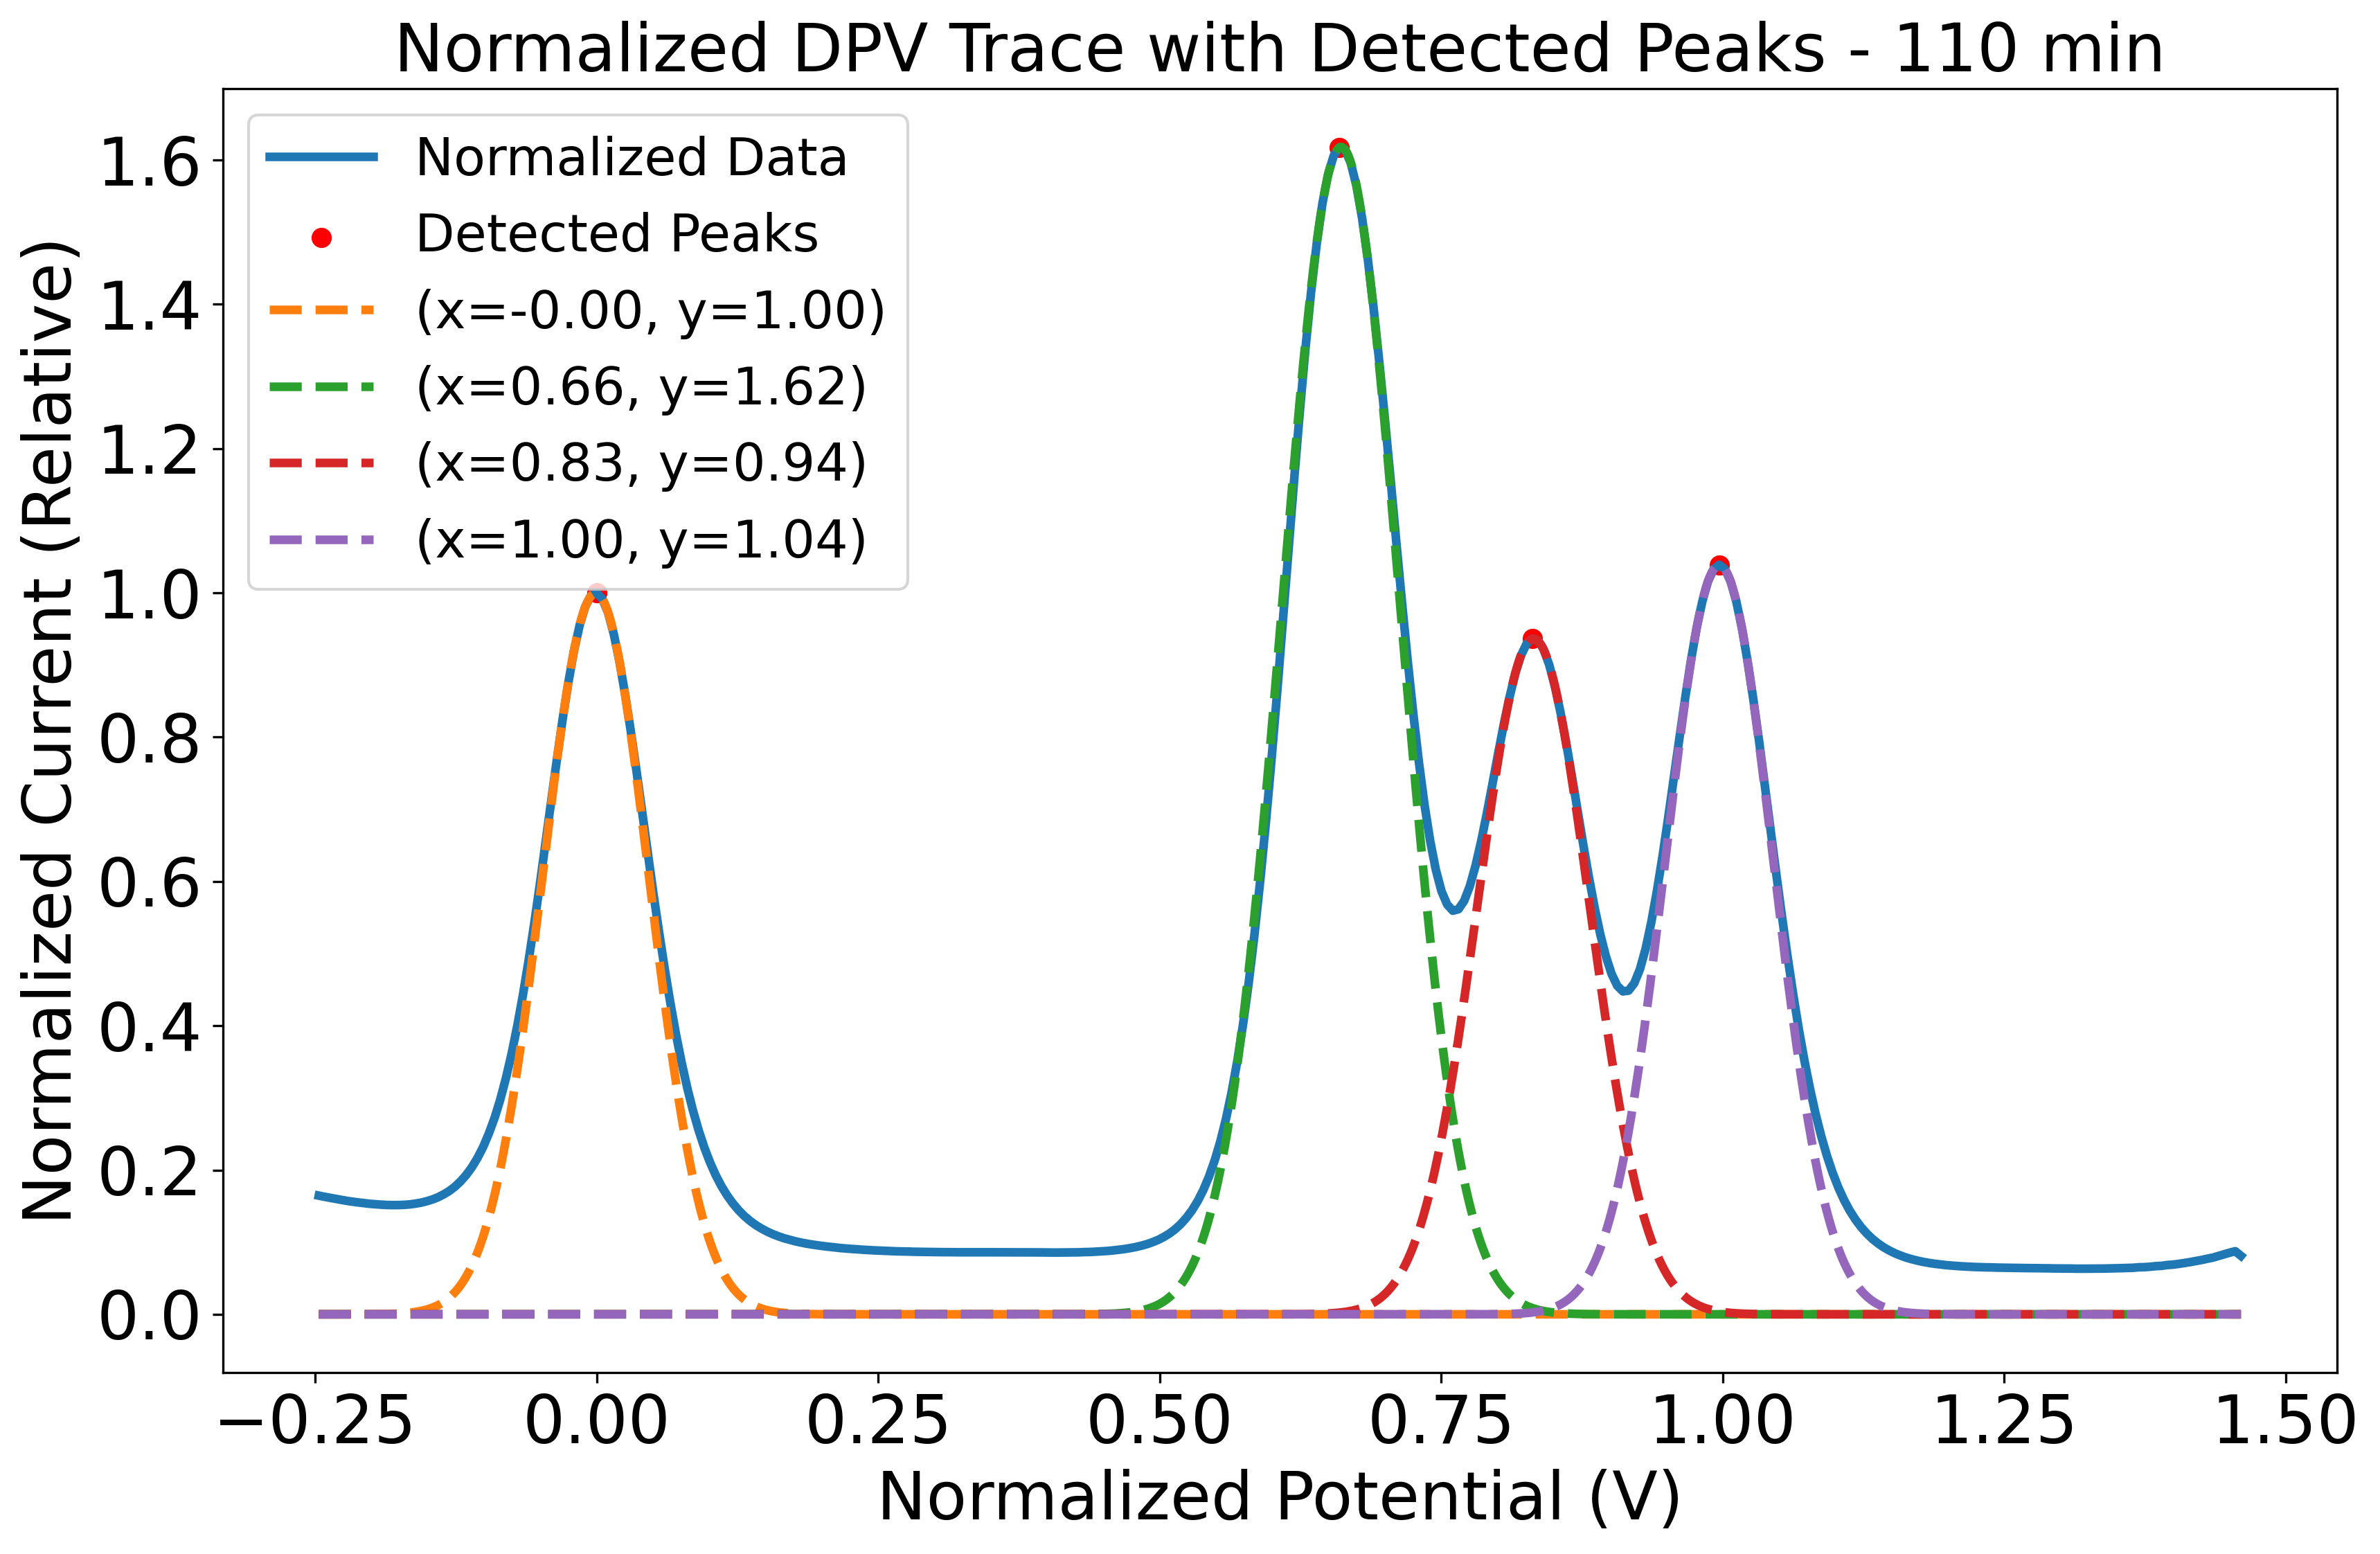 Normalized DPV Trace with Detected Peaks - 110 min
Normalized Current (Relative)
1.6
1.4
1.2
1.0
0.8
0.6
0.4
0.2
0.0
Normalized Data
Detected Peaks
(x=-0.00, y=1.00)
(x=0.66, y=1.62)
(x=0.83, y=0.94)
(x=1.00, y=1.04)
−0.25 0.00 0.25 0.50 0.75 1.00 1.25 1.50
Normalized Potential (V)